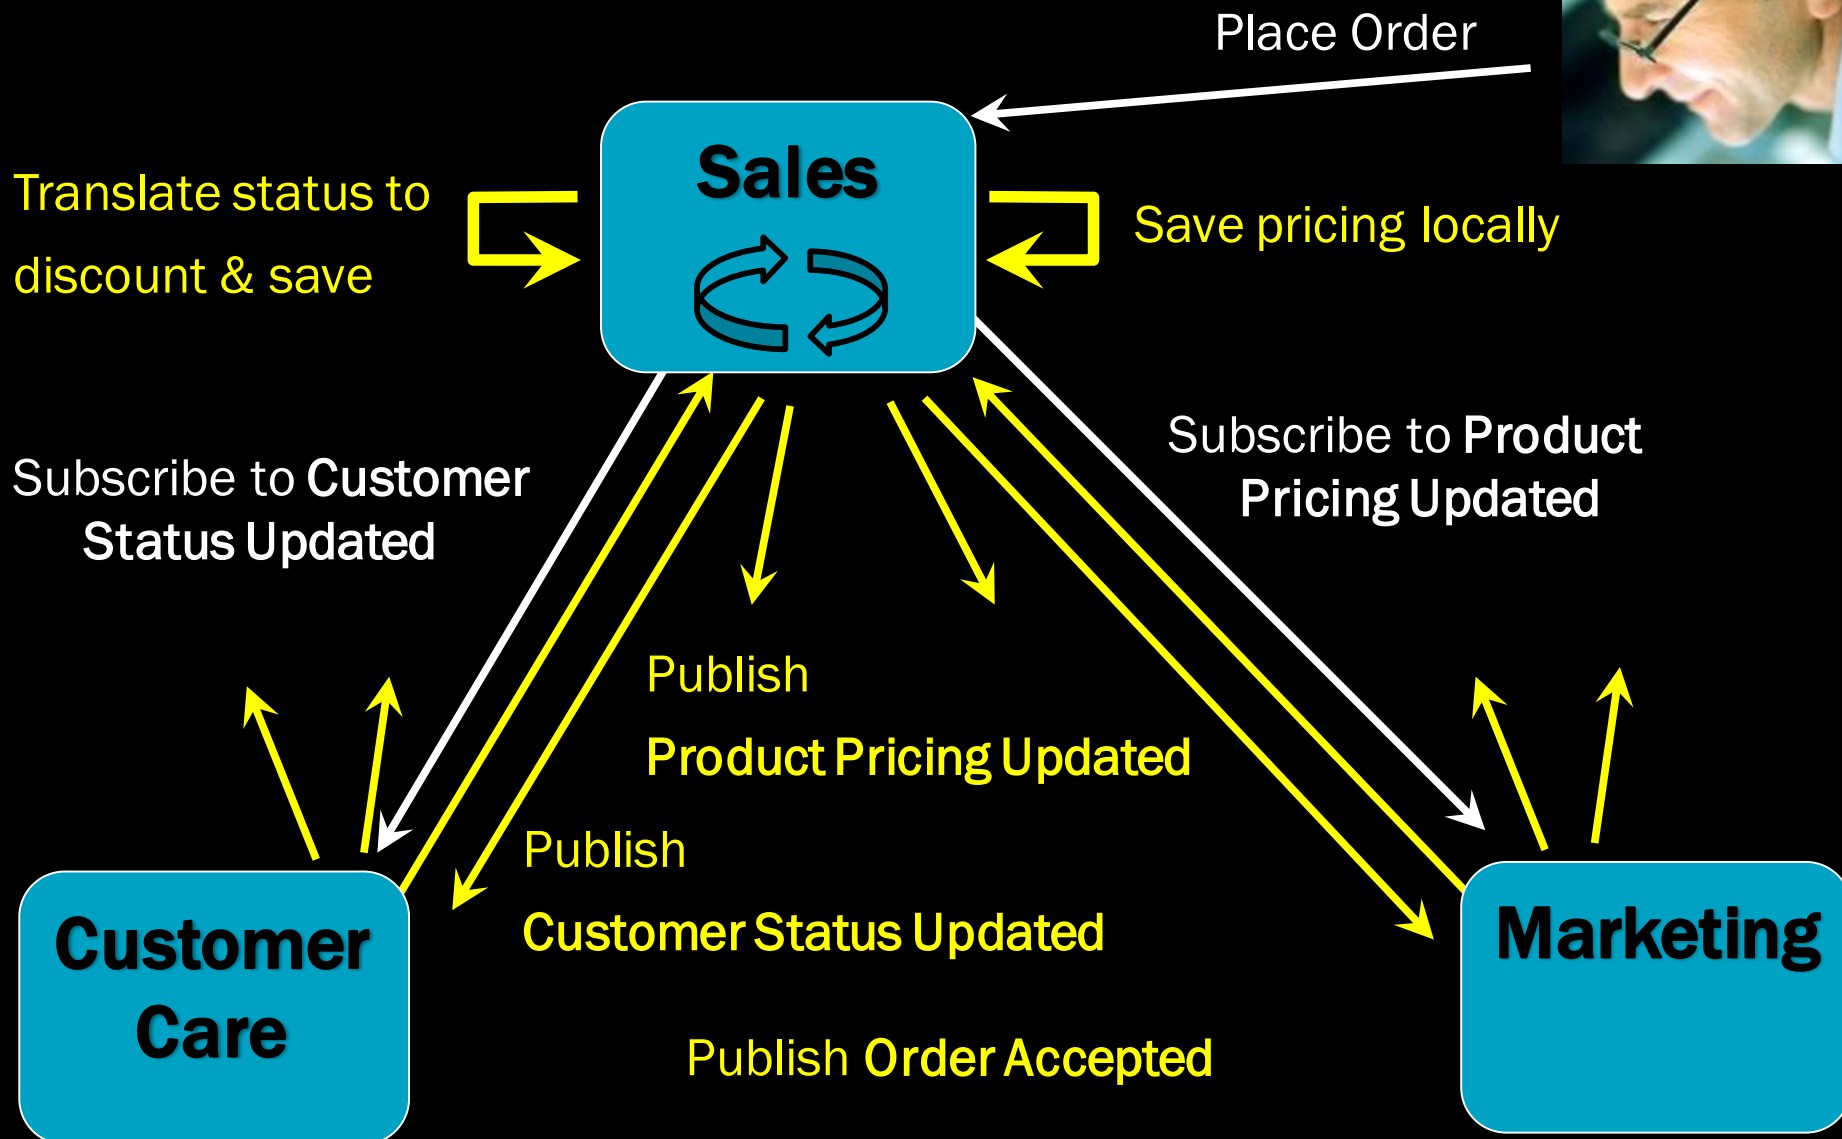 Place Order
Sales
Translate status to
discount & save
Save pricing locally
Subscribe to Customer
Status Updated
Subscribe to Product
Pricing Updated
Publish
Product Pricing Updated
Publish
Customer Status Updated
Customer
Care
Marketing
Publish Order Accepted